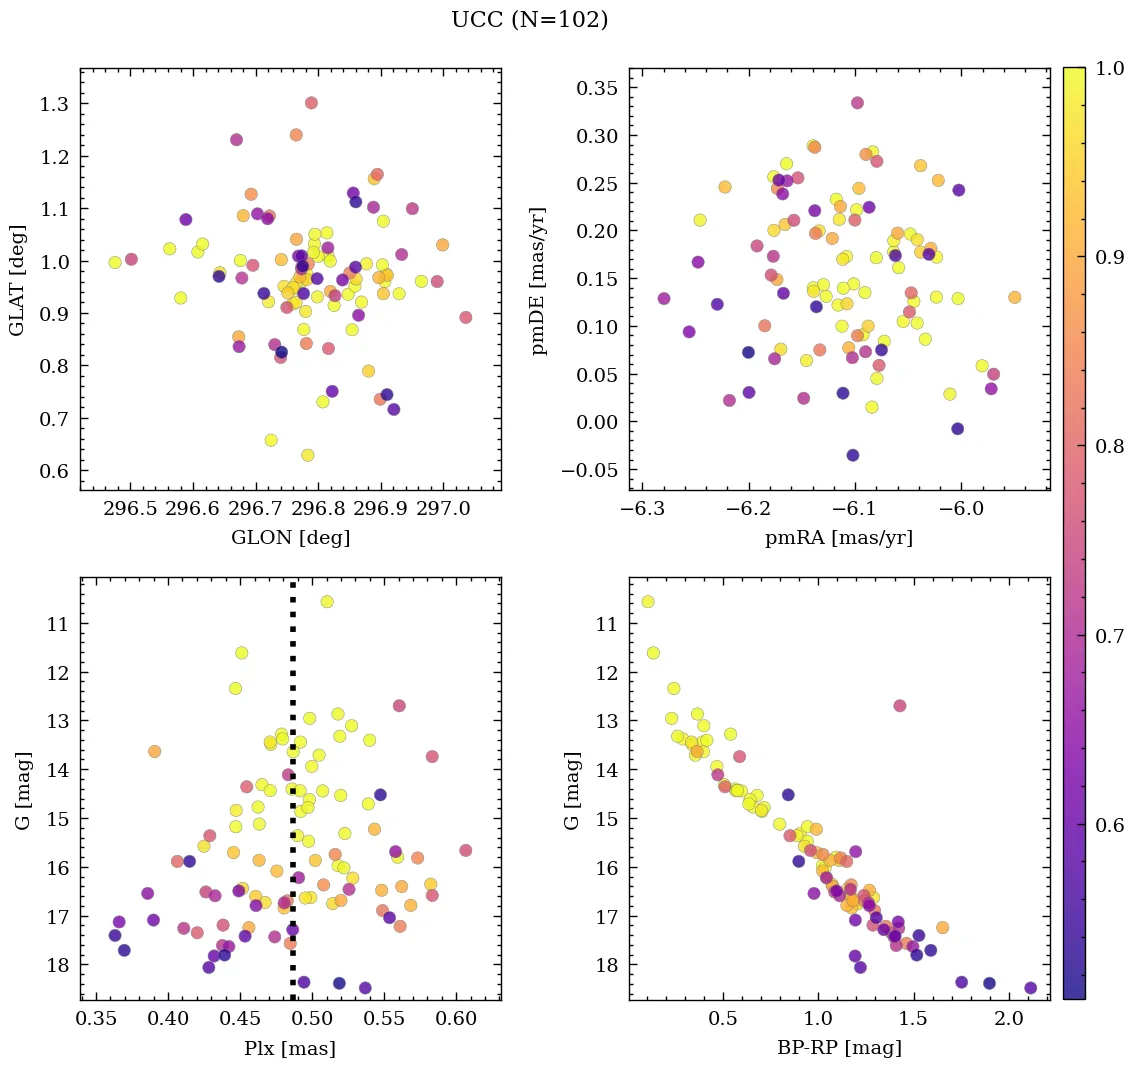 UCC (N=102)
1.3
1.2
1.1
1.0
0.9
0.8
0.7
0.6
GLAT [deg]
296.5 296.6 296.7 296.8 296.9 297.0
GLON [deg]
0.35
0.30
0.25
0.20
0.15
0.10
0.05
0.00
−0.05
pmDE [mas/yr]
−6.3 −6.2 −6.1 −6.0
pmRA [mas/yr]
11
12
13
14
15
16
17
18
G [mag]
0.35 0.40 0.45 0.50 0.55 0.60
Plx [mas]
11
12
13
14
15
16
17
18
G [mag]
0.5 1.0 1.5 2.0
BP-RP [mag]
1.0
0.9
0.8
0.7
0.6